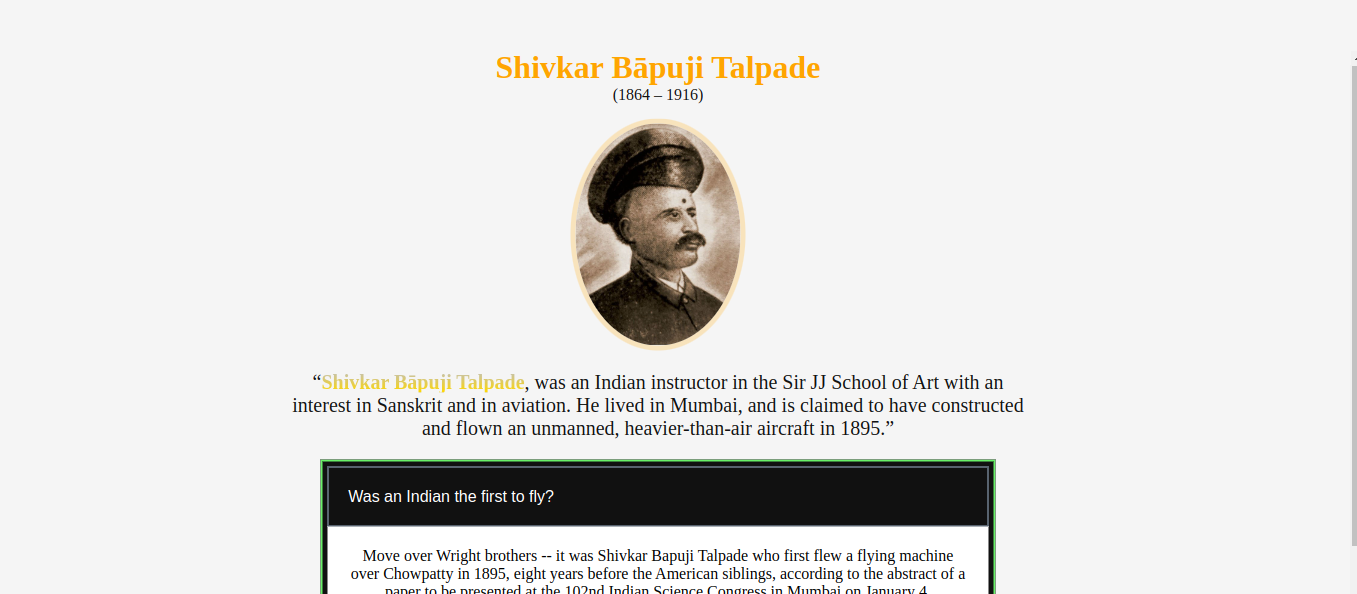 Shivkar Bāpuji Talpade
(1864 – 1916)
“Shivkar Bāpuji Talpade, was an Indian instructor in the Sir JJ School of Art with an
interest in Sanskrit and in aviation. He lived in Mumbai, and is claimed to have constructed
and flown an unmanned, heavier-than-air aircraft in 1895.”
Was an Indian the first to fly?
Move over Wright brothers -- it was Shivkar Bapuji Talpade who first flew a flying machine
over Chowpatty in 1895, eight years before the American siblings, according to the abstract of a
paper to be presented at the 102nd Indian Science Congress in Mumbai on January 4.